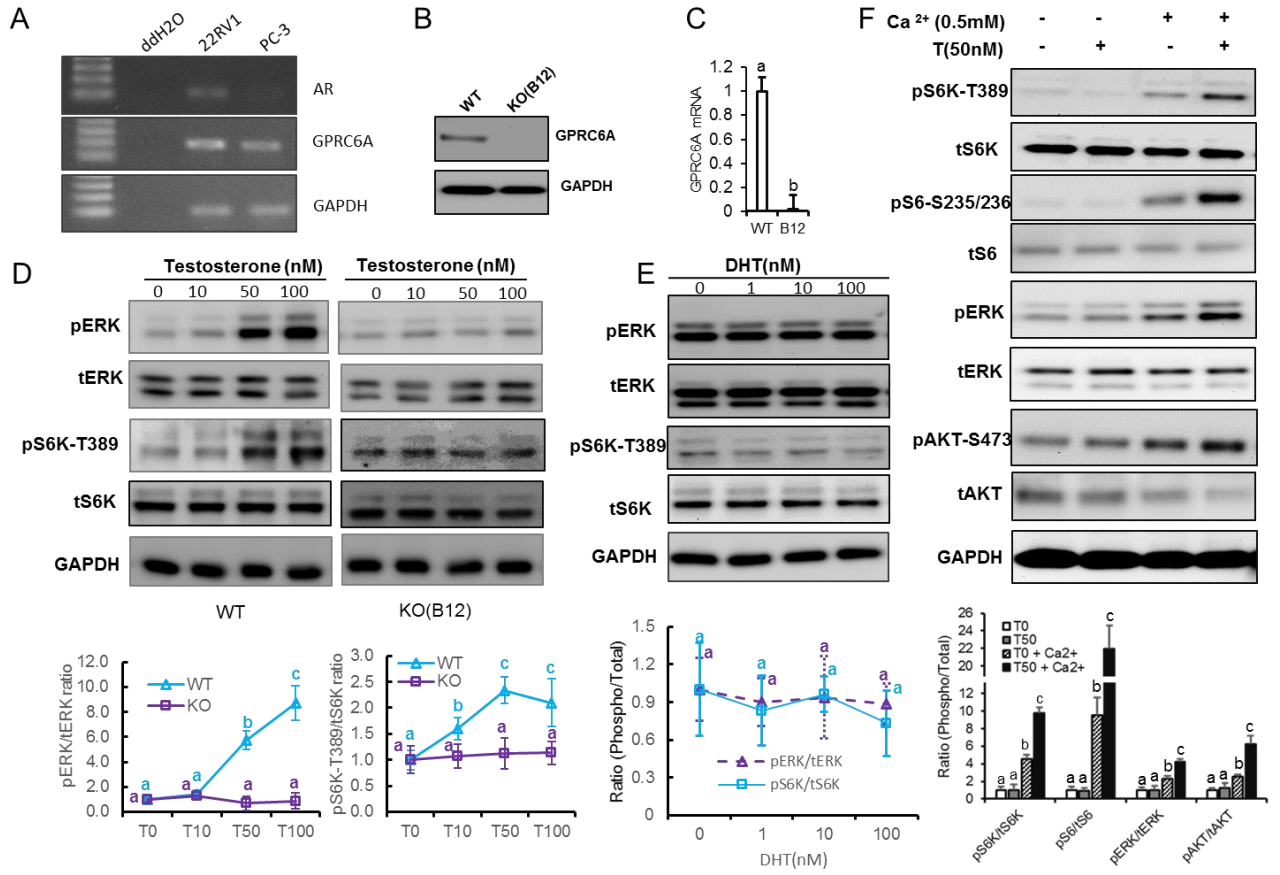 A
ddH2O 22RV1 PC-3
AR
GPRC6A
GAPDH
B
WT KO(B12)
GPRC6A
GAPDH
C
GPRC6A mRNA
1.2
1
0.8
0.6
0.4
0.2
0
a
b
WT B12
D
Testosterone (nM) Testosterone (nM)
0 10 50 100 0 10 50 100
pERK
tERK
pS6K-T389
tS6K
GAPDH
WT KO(B12)
pERK/tERK ratio
12.0
10.0
8.0
6.0
4.0
2.0
0.0
WT
KO
a a b c
a a a a
T0 T10 T50 T100
pS6K-T389/tS6K ratio
3.0
2.5
2.0
1.5
1.0
0.5
0.0
WT
KO
a b c c
a a a a
T0 T10 T50 T100
E
DHT(nM)
0 1 10 100
pERK
tERK
pS6K-T389
tS6K
GAPDH
Ratio (Phospho/Total)
1.5
1.2
0.9
0.6
0.3
0
a a a a
a a a a
pERK/tERK
pS6K/tS6K
0 1 10 100
DHT(nM)
F
Ca 2+ (0.5mM) - - + +
T(50nM) - + - +
pS6K-T389
tS6K
pS6-S235/236
tS6
pERK
tERK
pAKT-S473
tAKT
GAPDH
Ratio (Phospho/Total)
26
24
22
20
18
16
10
8
6
4
2
0
T0
T50
T0 + Ca2+
T50 + Ca2+
a a b c a a b c a a b c a a b c
pS6K/tS6K pS6/tS6 pERK/tERK pAKT/tAKT